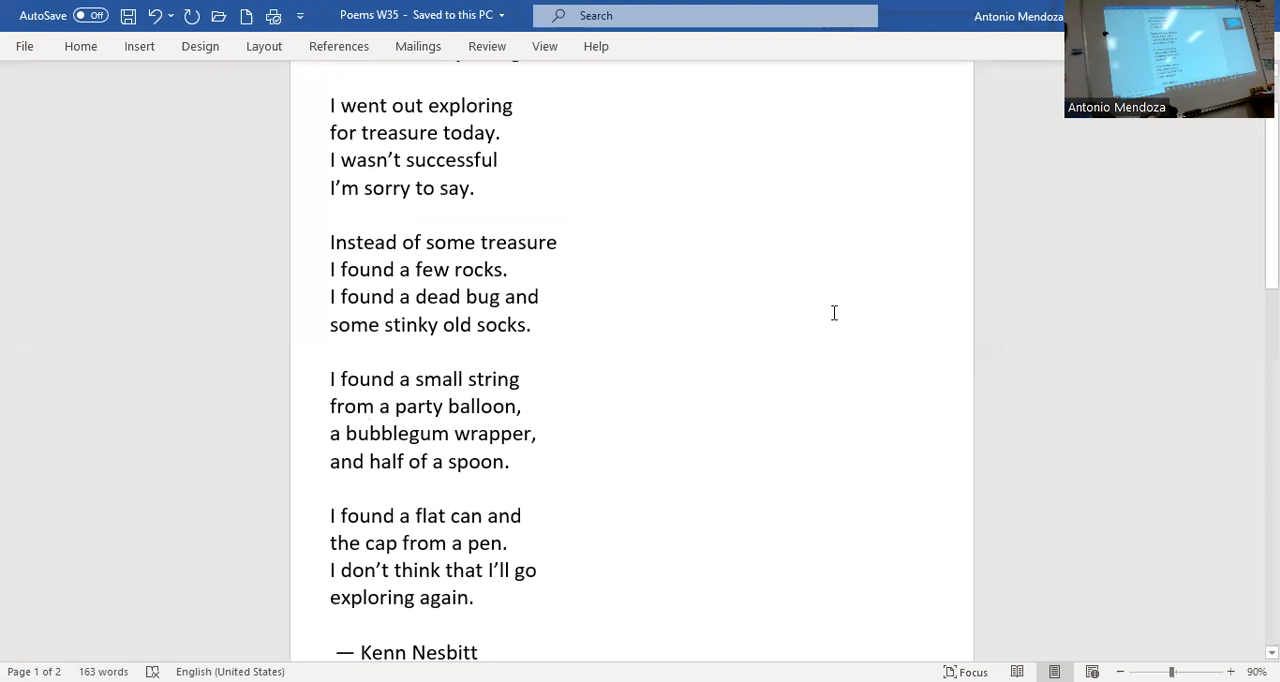 AutoSave Off Poems W35 - Saved to this PC Search Antonio Mendoza
File Home Insert Design Layout References Mailings Review View Help
Antonio Mendoza
I went out exploring
for treasure today.
I wasn’t successful
I’m sorry to say.
Instead of some treasure
I found a few rocks.
I found a dead bug and
some stinky old socks.
I found a small string
from a party balloon,
a bubblegum wrapper,
and half of a spoon.
I found a flat can and
the cap from a pen.
I don’t think that I’ll go
exploring again.
— Kenn Nesbitt
Page 1 of 2 163 words English (United States) Focus 90%